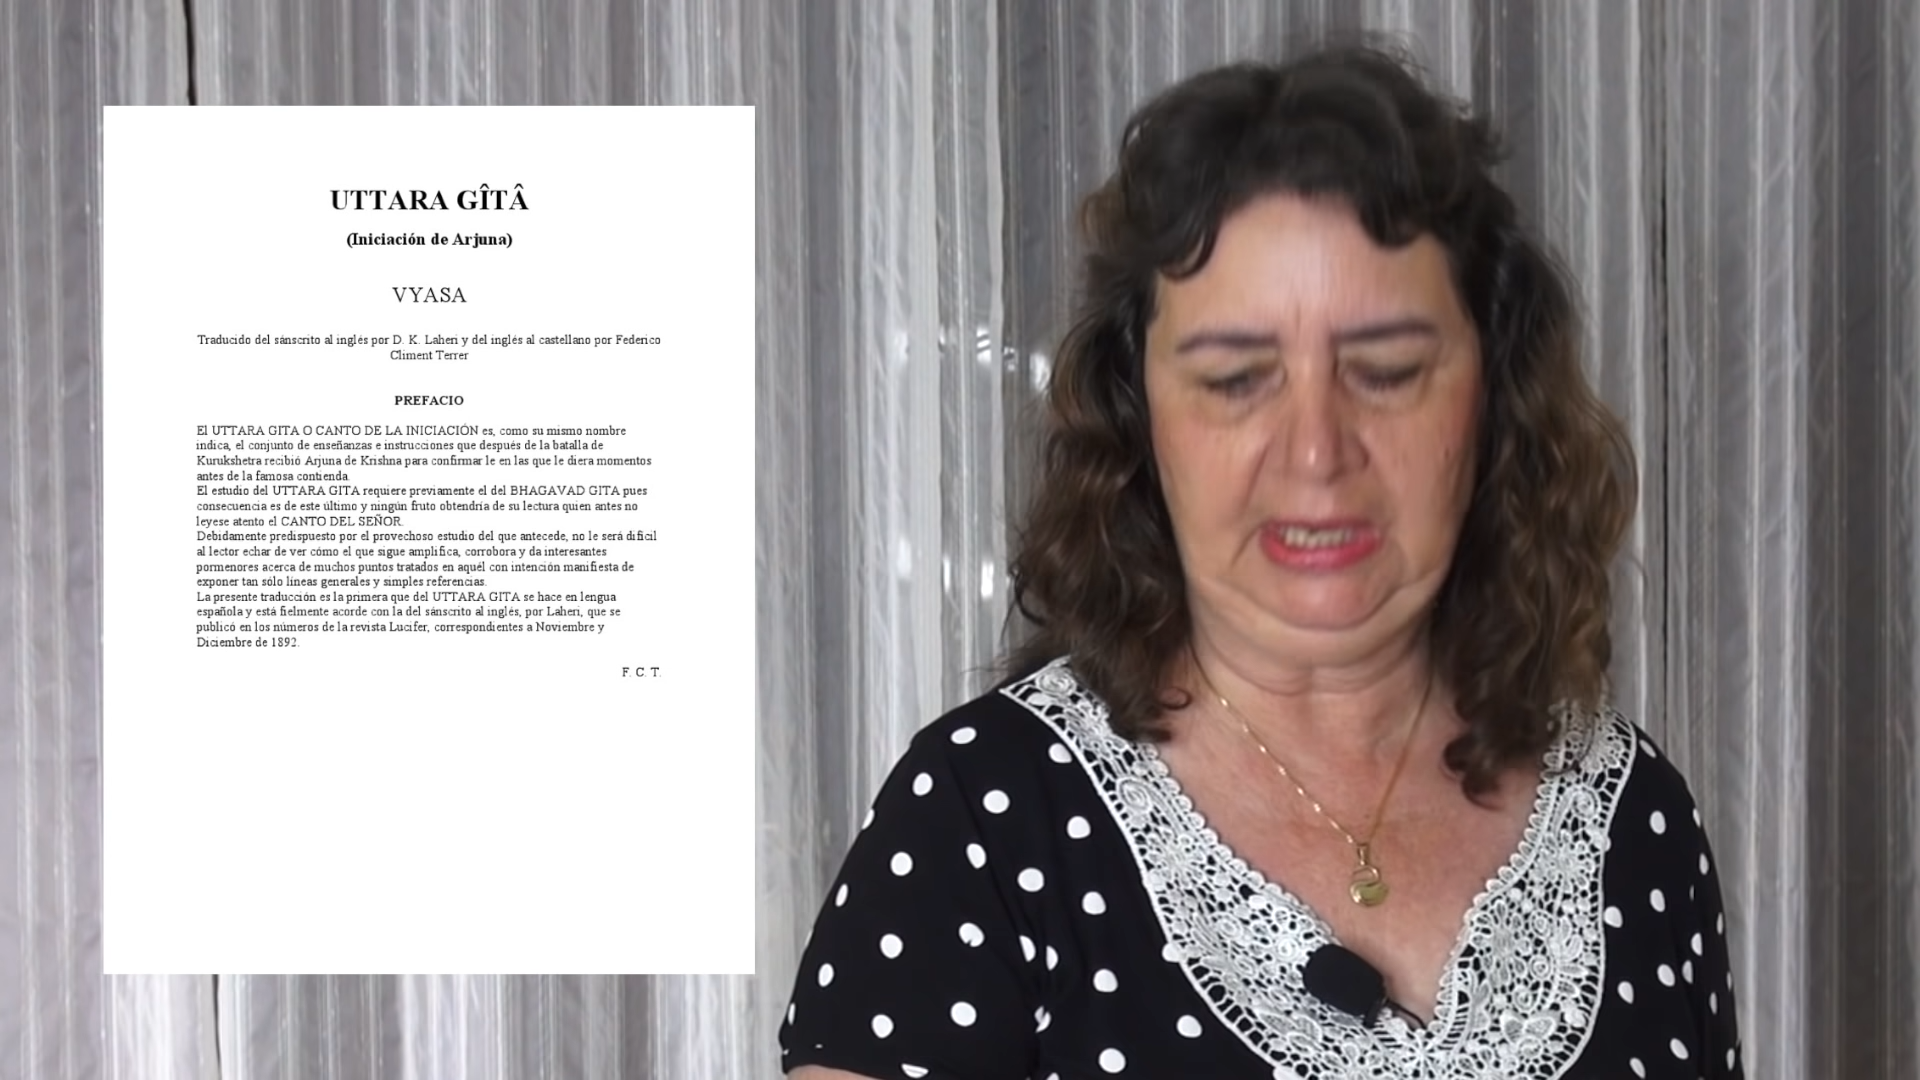 UTTARA GÎTÂ
(Iniciación de Arjuna)
VYASA
Traducido del sánscrito al inglés por D. K. Laheri y del inglés al castellano por Federico
Climent Terrer
PREFACIO
El UTTARA GITA O CANTO DE LA INICIACIÓN es, como su mismo nombre
indica, el conjunto de enseñanzas e instrucciones que después de la batalla de
Kurukshetra recibió Arjuna de Krishna para confirmar le en las que le diera momentos
antes de la famosa contienda.
El estudio del UTTARA GITA requiere previamente el del BHAGAVAD GITA pues
consecuencia es de este último y ningún fruto obtendría de su lectura quien antes no
leyese atento el CANTO DEL SEÑOR.
Debidamente predispuesto por el provechoso estudio del que antecede, no le será difícil
al lector echar de ver cómo el que sigue amplifica, corrobora y da interesantes
pormenores acerca de muchos puntos tratados en aquél con intención manifiesta de
exponer tan sólo líneas generales y simples referencias.
La presente traducción es la primera que del UTTARA GITA se hace en lengua
española y está fielmente acorde con la del sánscrito al inglés, por Laheri, que se
publicó en los números de la revista Lucifer, correspondientes a Noviembre y
Diciembre de 1892.
F. C. T.